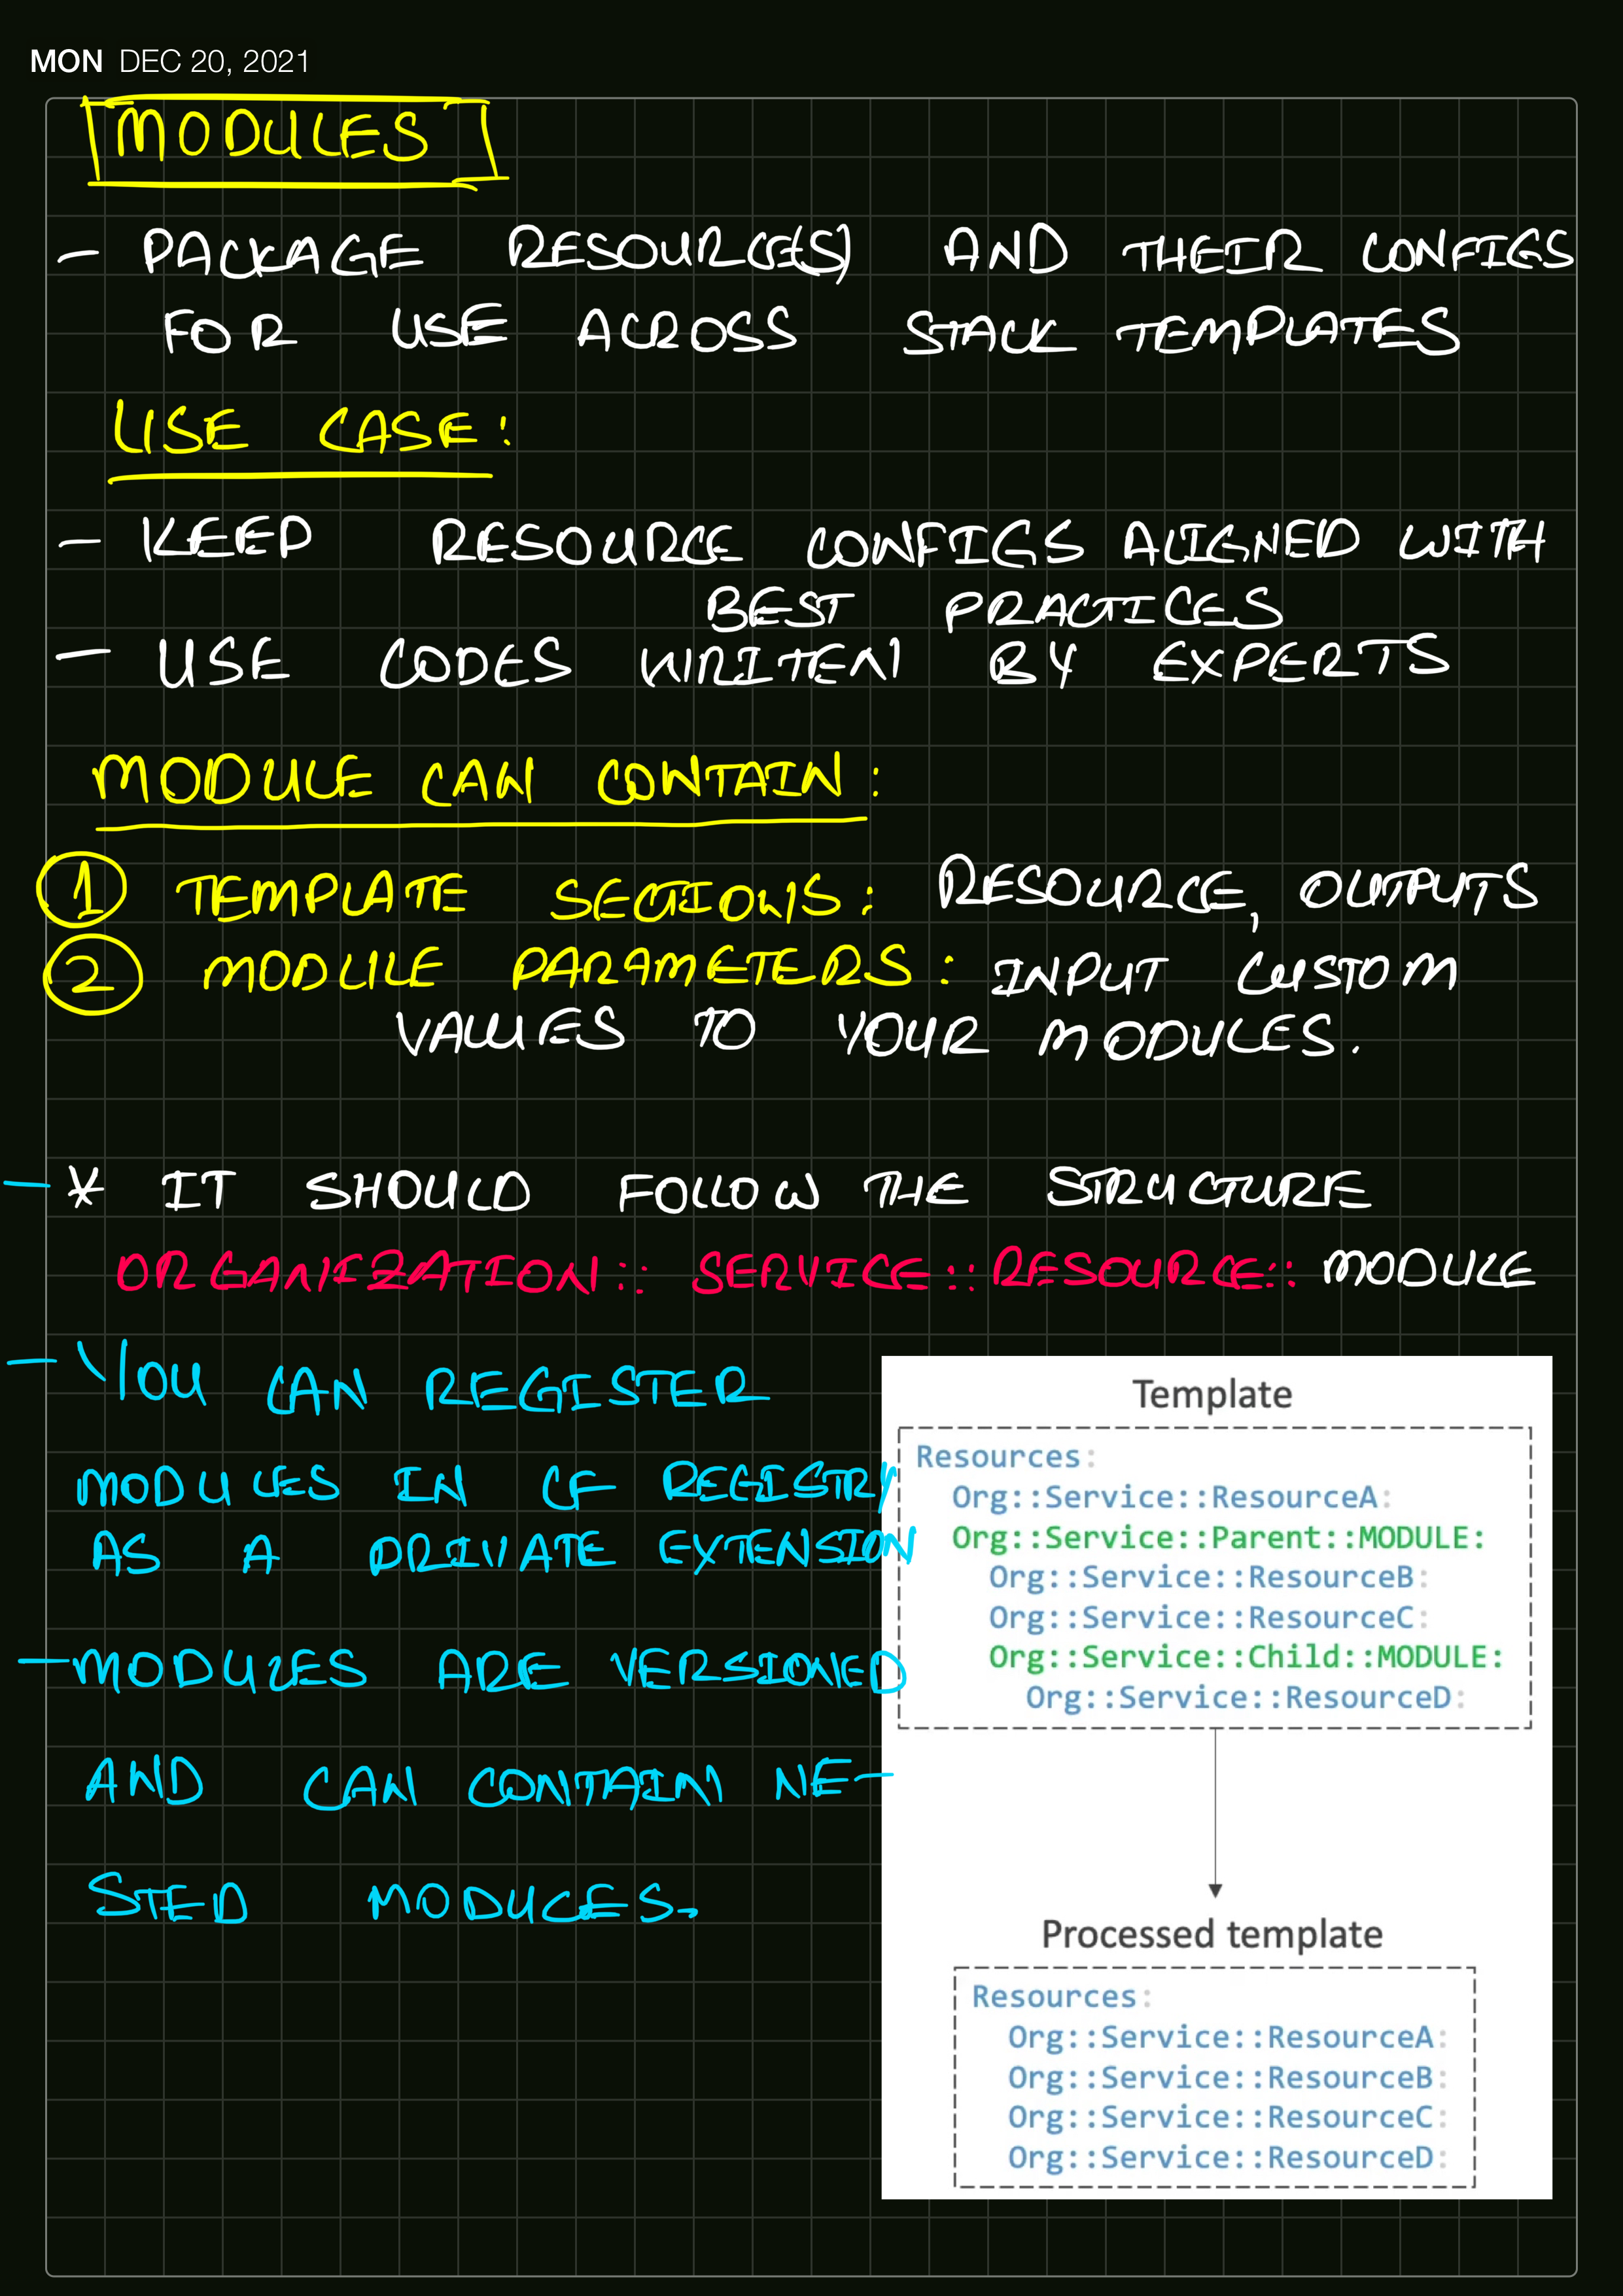 MON DEC 20, 2021
MODULES
- PACKAGE RESOURCE(S) AND THEIR CONFIGS
FOR USE ACROSS STACK TEMPLATES
USE CASE:
- KEEP RESOURCE CONFIGS ALIGNED WITH
BEST PRACTICES
- USE CODES WRITEN BY EXPERTS
MODULE CAN CONTAIN:
1 TEMPLATE SECTIONS: RESOURCE, OUTPUTS
2 MODULE PARAMETERS: INPUT CUSTOM
VALUES TO YOUR MODULES.
- * IT SHOULD FOLLOW THE STRUCTURE
ORGANIZATION:: SERVICE:: RESOURCE:: MODULE
- YOU CAN REGISTER
MODULES IN CF REGISTRY
AS A PRIVATE EXTENSION
- MODULES ARE VERSIONED
AND CAN CONTAIN NE-
STED MODULES.
Template
Resources:
Org::Service::ResourceA:
Org::Service::Parent::MODULE:
Org::Service::ResourceB:
Org::Service::ResourceC:
Org::Service::Child::MODULE:
Org::Service::ResourceD:
Processed template
Resources:
Org::Service::ResourceA:
Org::Service::ResourceB:
Org::Service::ResourceC:
Org::Service::ResourceD: